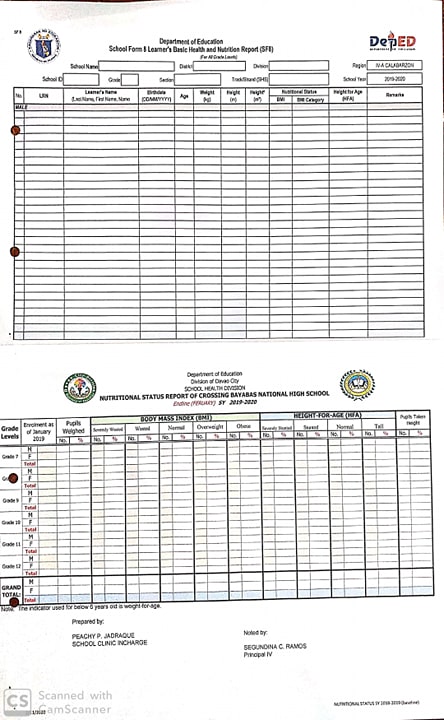 SF 8
Department of Education
School Form 8 Learner's Basic Health and Nutrition Report (SF8)
(For All Grade Levels)
DepED
School Name District Division Region IV-A CALABARZON
School ID Grade Section Track/Strand (SHS) School Year 2019-2020
No. LRN Learner's Name (Last Name, First Name, Name Birthdate (DD/MM/YYYY) Age Weight (kg) Height (m) Height² (m²) Nutritional Status BMI BMI Category Height for Age (HFA) Remarks
MALE
Department of Education
Division of Davao City
SCHOOL HEALTH DIVISION
NUTRITIONAL STATUS REPORT OF CROSSING BAYABAS NATIONAL HIGH SCHOOL
Endline (FERUARY) SY 2019-2020
Grade Levels Enrolment as of January 2019 Pupils Weighed BODY MASS INDEX (BMI) HEIGHT-FOR-AGE (HFA) Pupils Taken Height
Severely Wasted Wasted Normal Overweight Obese Severely Stunted Stunted Normal Tall
No. % No. % No. % No. % No. % No. % No. % No. % No. % No. % No. %
M
Grade 7 F
Total
M
F
Total
M
Grade 9 F
Total
M
Grade 10 F
Total
M
Grade 11 F
Total
M
Grade 12 F
Total
M
GRAND TOTAL: F
Total
Note: The indicator used for below 6 years old is weight-for-age.
Prepared by:
PEACHY P. JADRAQUE
SCHOOL CLINIC INCHARGE
Noted by:
SEGUNDINA C. RAMOS
Principal IV
CS Scanned with
CamScanner
NUTRITIONAL STATUS SY 2018-2019 (baseline)